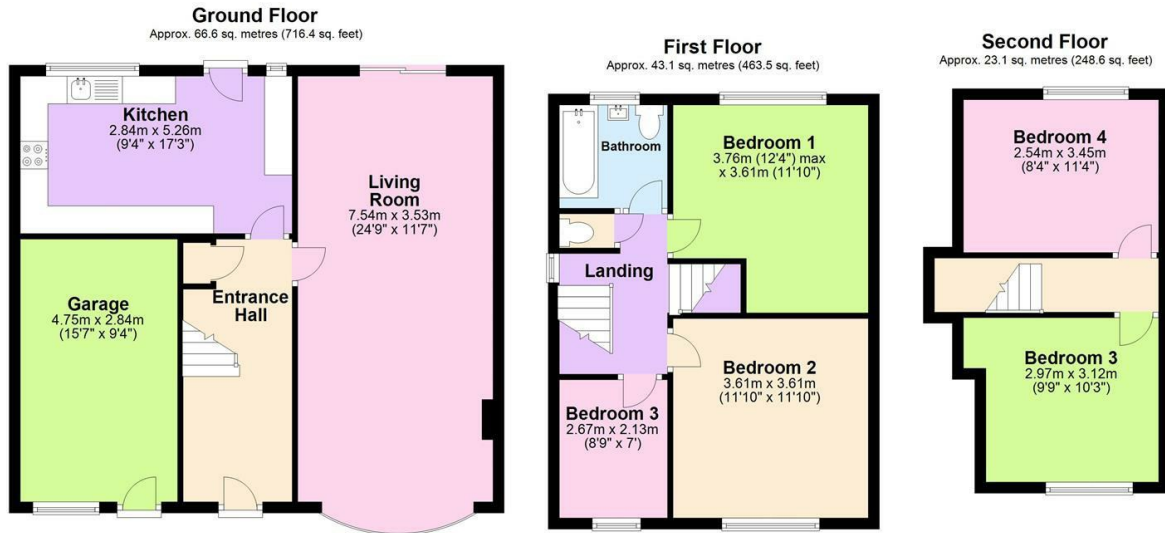 Ground Floor
Approx. 66.6 sq. metres (716.4 sq. feet)
Kitchen
2.84m x 5.26m
(9'4" x 17'3")
Living
Room
7.54m x 3.53m
(24'9" x 11'7")
Garage
4.75m x 2.84m
(15'7" x 9'4")
Entrance
Hall
First Floor
Approx. 43.1 sq. metres (463.5 sq. feet)
Bathroom
Bedroom 1
3.76m (12'4") max
x 3.61m (11'10")
Landing
Bedroom 2
3.61m x 3.61m
(11'10" x 11'10")
Bedroom 3
2.67m x 2.13m
(8'9" x 7')
Second Floor
Approx. 23.1 sq. metres (248.6 sq. feet)
Bedroom 4
2.54m x 3.45m
(8'4" x 11'4")
Bedroom 3
2.97m x 3.12m
(9'9" x 10'3")